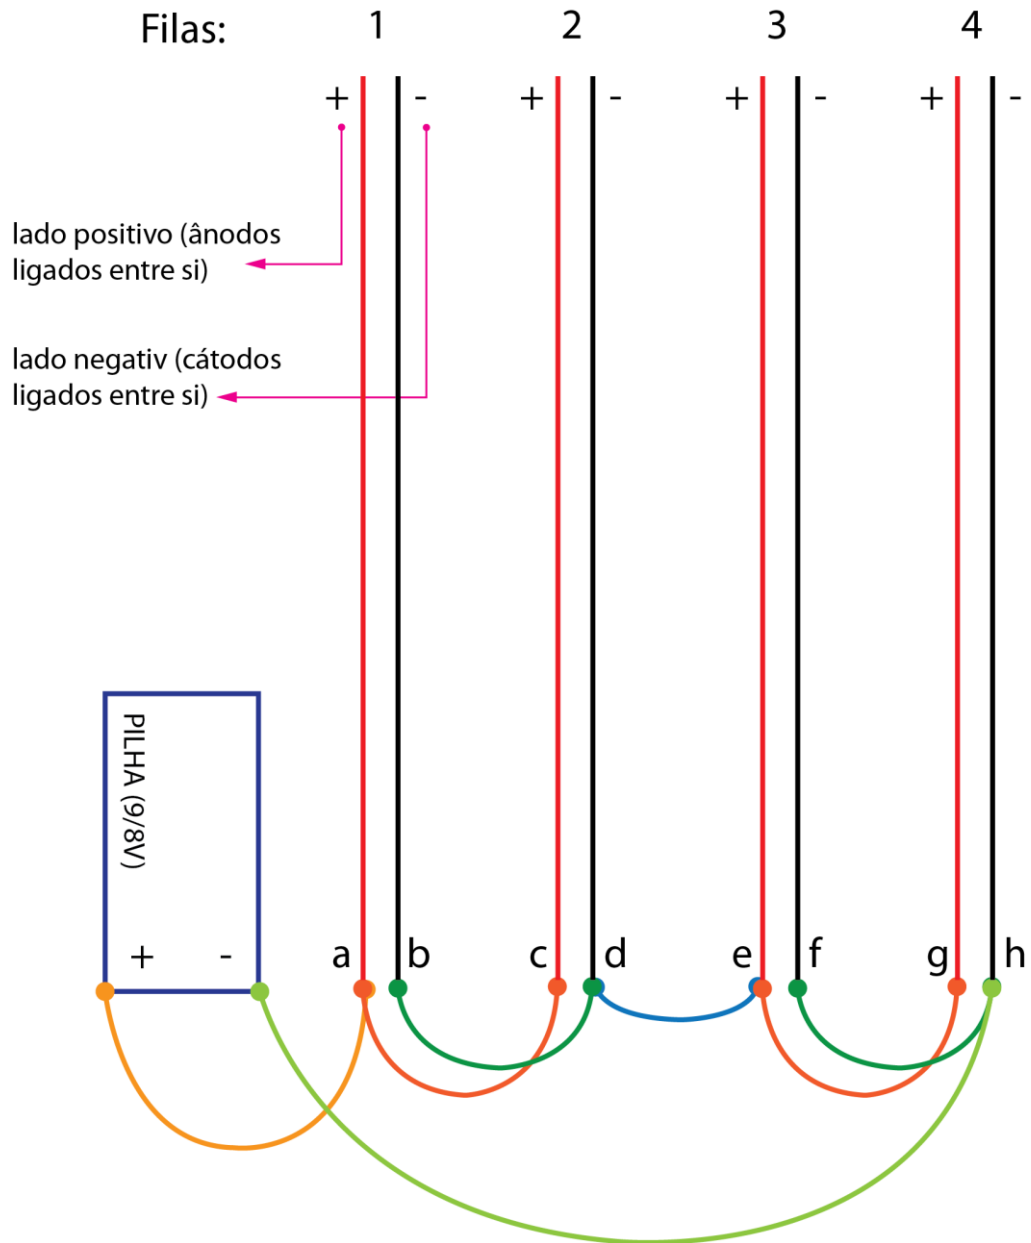 Filas: 1 2 3 4
+ - + - + - + -
lado positivo (ânodos
ligados entre si)
lado negativ (cátodos
ligados entre si)
PILHA (9/8V)
+ - a b c d e f g h